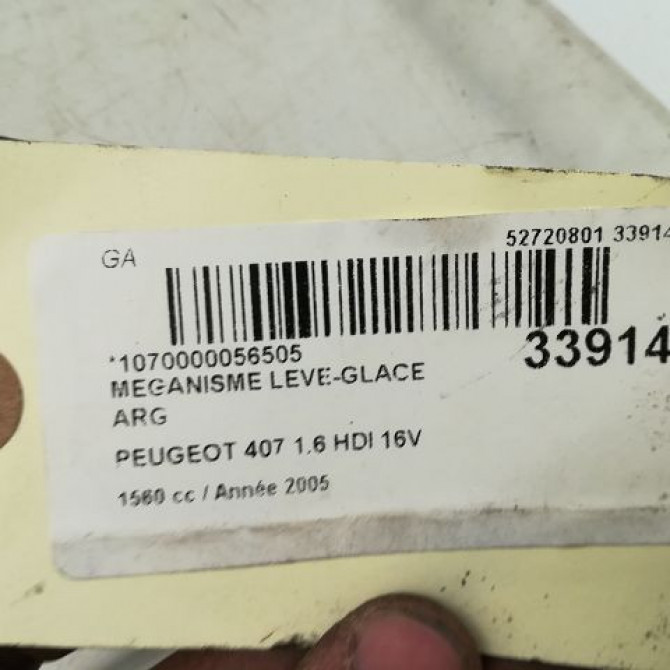 GA
52720801 33914
*1070000056505
33914
MECANISME LEVE-GLACE
ARG
PEUGEOT 407 1.6 HDI 16V
1560 cc / Année 2005